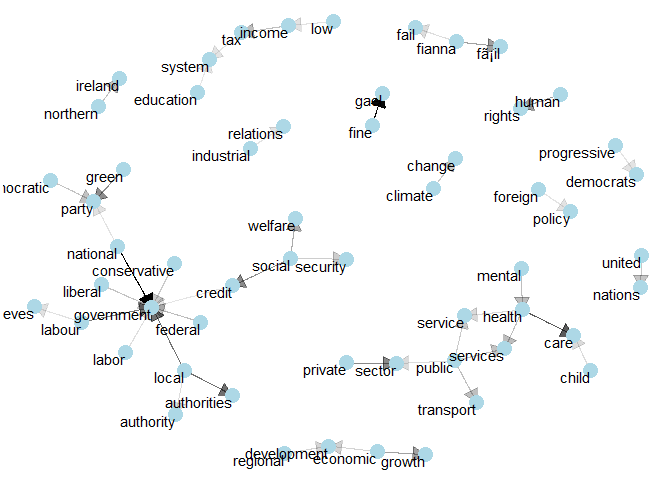 tax
income
low
fail
fianna
fã¡il
system
ireland
northern
education
gael
fine
human
rights
relations
industrial
progressive
democrats
change
climate
green
nocratic
party
foreign
policy
welfare
national
conservative
social
security
united
nations
liberal
credit
mental
eves
government
labour
federal
service
health
care
services
labor
local
private
sector
public
child
authorities
authority
transport
development
regional
economic
growth